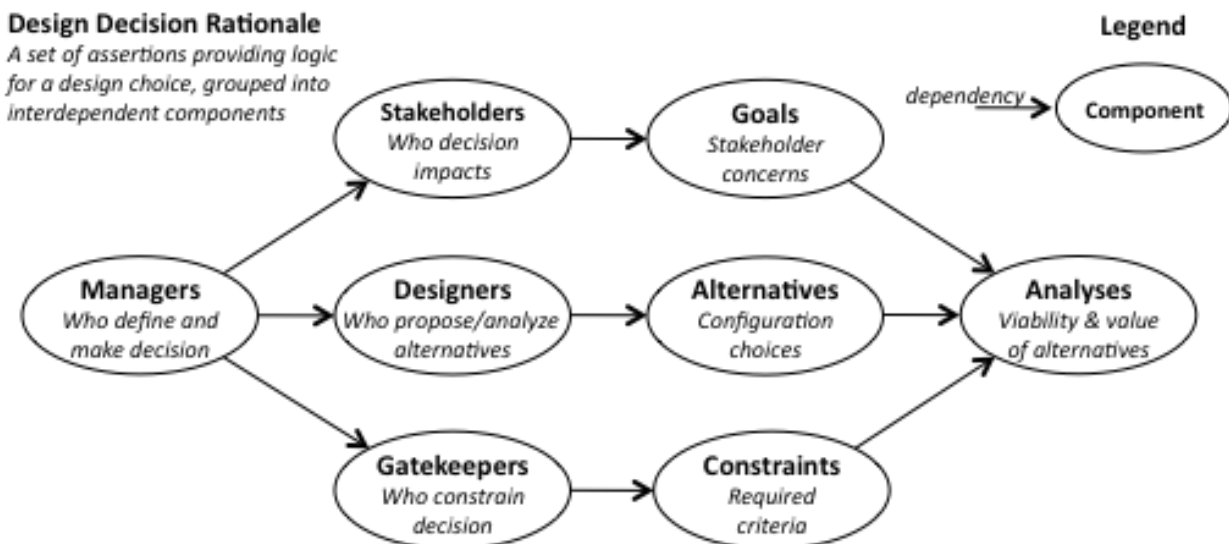 Design Decision Rationale
A set of assertions providing logic
for a design choice, grouped into
interdependent components
Legend
dependency
Component
Stakeholders
Who decision
impacts
Goals
Stakeholder
concerns
Managers
Who define and
make decision
Designers
Who propose/analyze
alternatives
Alternatives
Configuration
choices
Analyses
Viability & value
of alternatives
Gatekeepers
Who constrain
decision
Constraints
Required
criteria